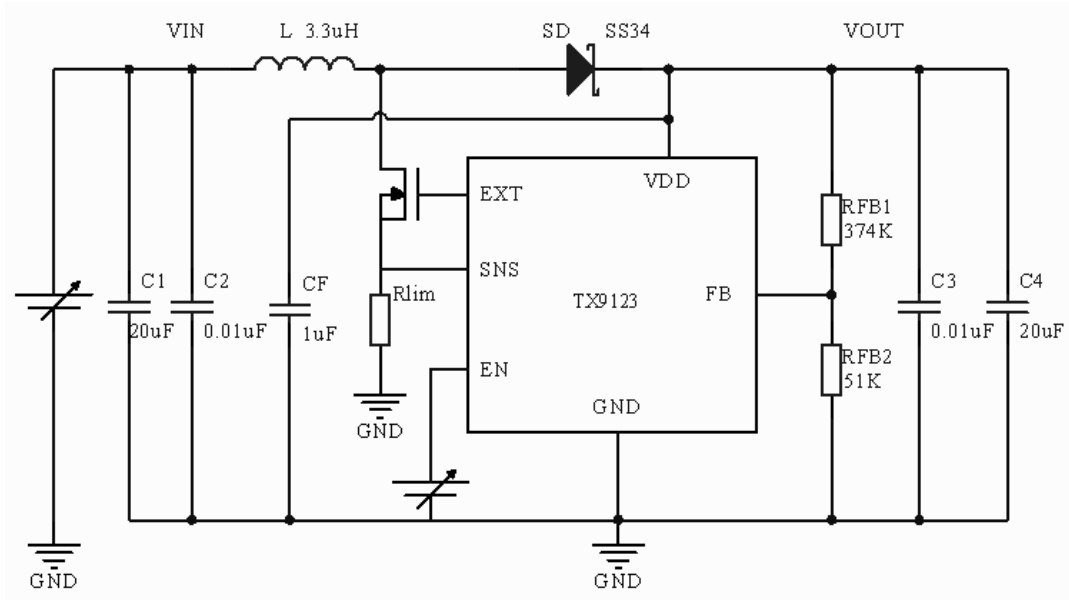 VIN
L 3.3uH
SD SS34
VOUT
VDD
EXT
RFB1
374K
SNS
C1
20uF
C2
0.01uF
CF
1uF
Rlim
TX9123
FB
C3
0.01uF
C4
20uF
RFB2
51K
EN
GND
GND
GND
GND